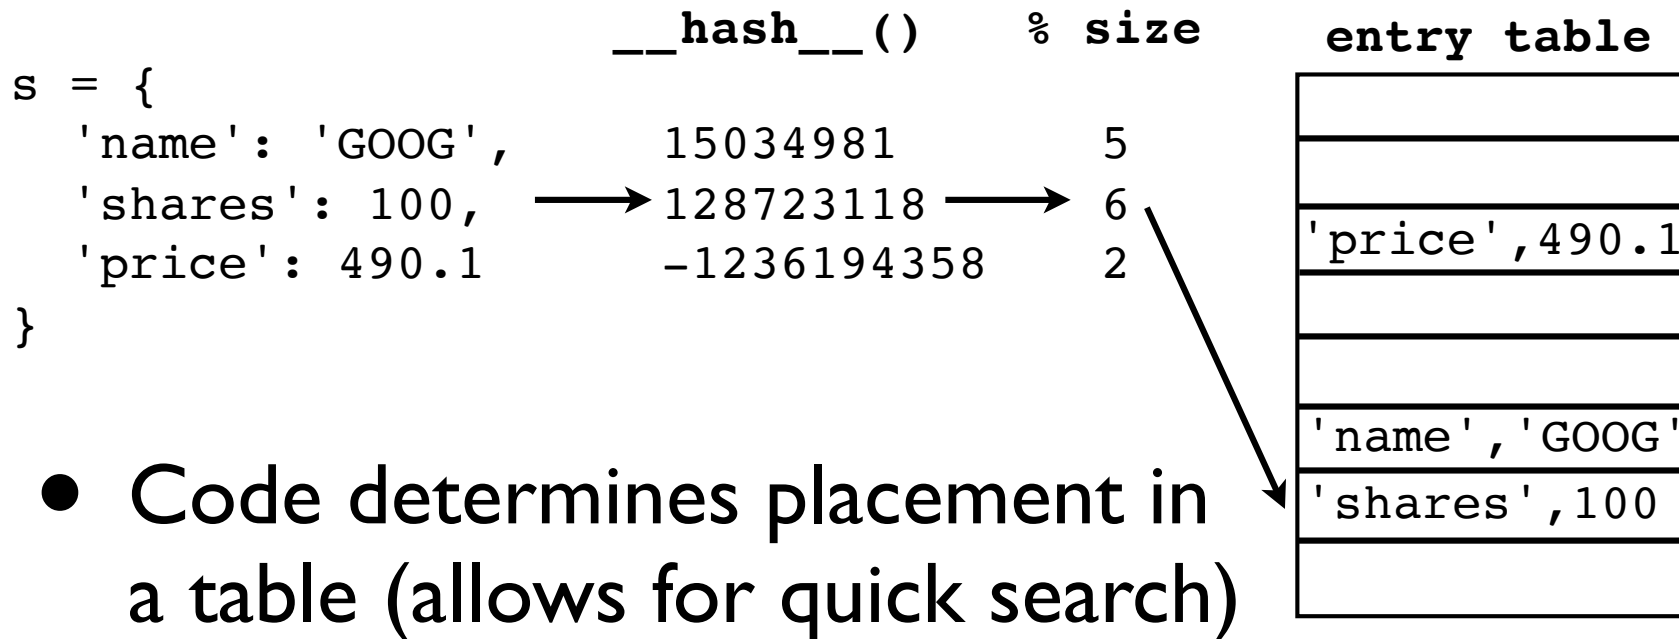 __hash__() % size entry table
s = {
'name': 'GOOG', 15034981 5
'shares': 100, 128723118 6
'price': 490.1 -1236194358 2
}
'price',490.1
'name','GOOG'
'shares',100
• Code determines placement in
a table (allows for quick search)